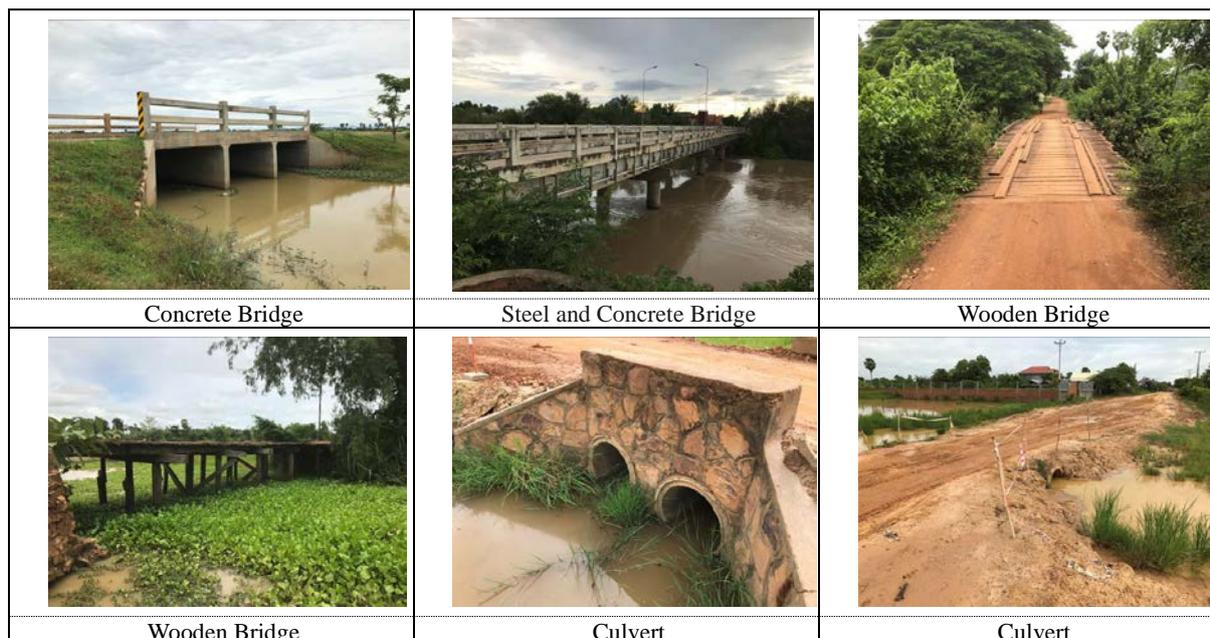 Concrete Bridge
Steel and Concrete Bridge
Wooden Bridge
Wooden Bridge
Culvert
Culvert